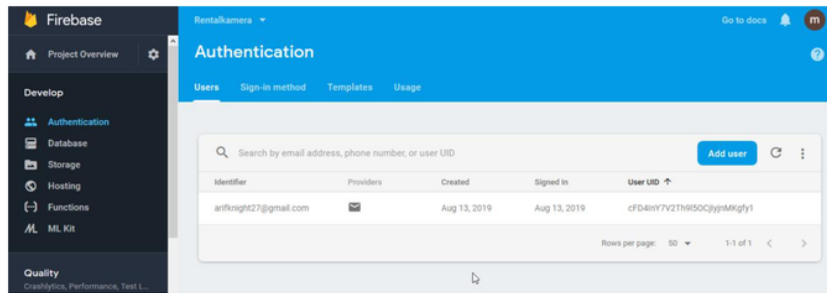 Firebase
Rentalkamera
Go to docs
m
Project Overview
Authentication
?
Develop
Users Sign-in method Templates Usage
Authentication
Database
Storage
Hosting
Functions
ML Kit
Search by email address, phone number, or user UID
Add user
Identifier Providers Created Signed In User UID
arifknight27@gmail.com Aug 13, 2019 Aug 13, 2019
Rows per page: 50 1-1 of 1
Quality
Crashlytics, Performance, Test L...